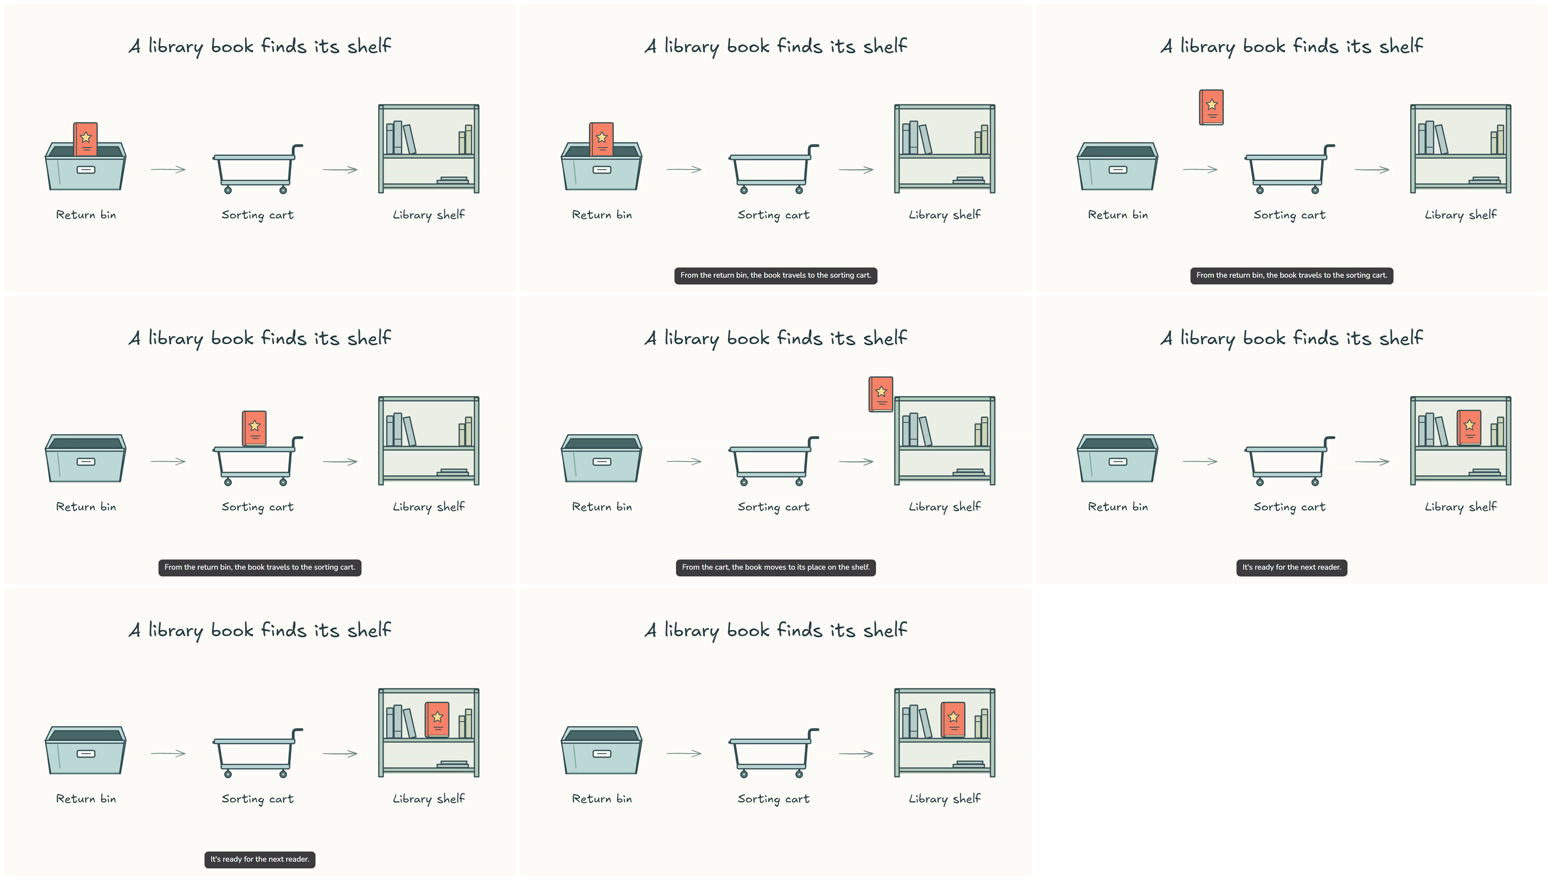 A library book finds its shelf
Return bin
Sorting cart
Library shelf
A library book finds its shelf
Return bin
Sorting cart
Library shelf
From the return bin, the book travels to the sorting cart.
A library book finds its shelf
Return bin
Sorting cart
Library shelf
From the return bin, the book travels to the sorting cart.
A library book finds its shelf
Return bin
Sorting cart
Library shelf
From the return bin, the book travels to the sorting cart.
A library book finds its shelf
Return bin
Sorting cart
Library shelf
From the cart, the book moves to its place on the shelf.
A library book finds its shelf
Return bin
Sorting cart
Library shelf
It's ready for the next reader.
A library book finds its shelf
Return bin
Sorting cart
Library shelf
It's ready for the next reader.
A library book finds its shelf
Return bin
Sorting cart
Library shelf